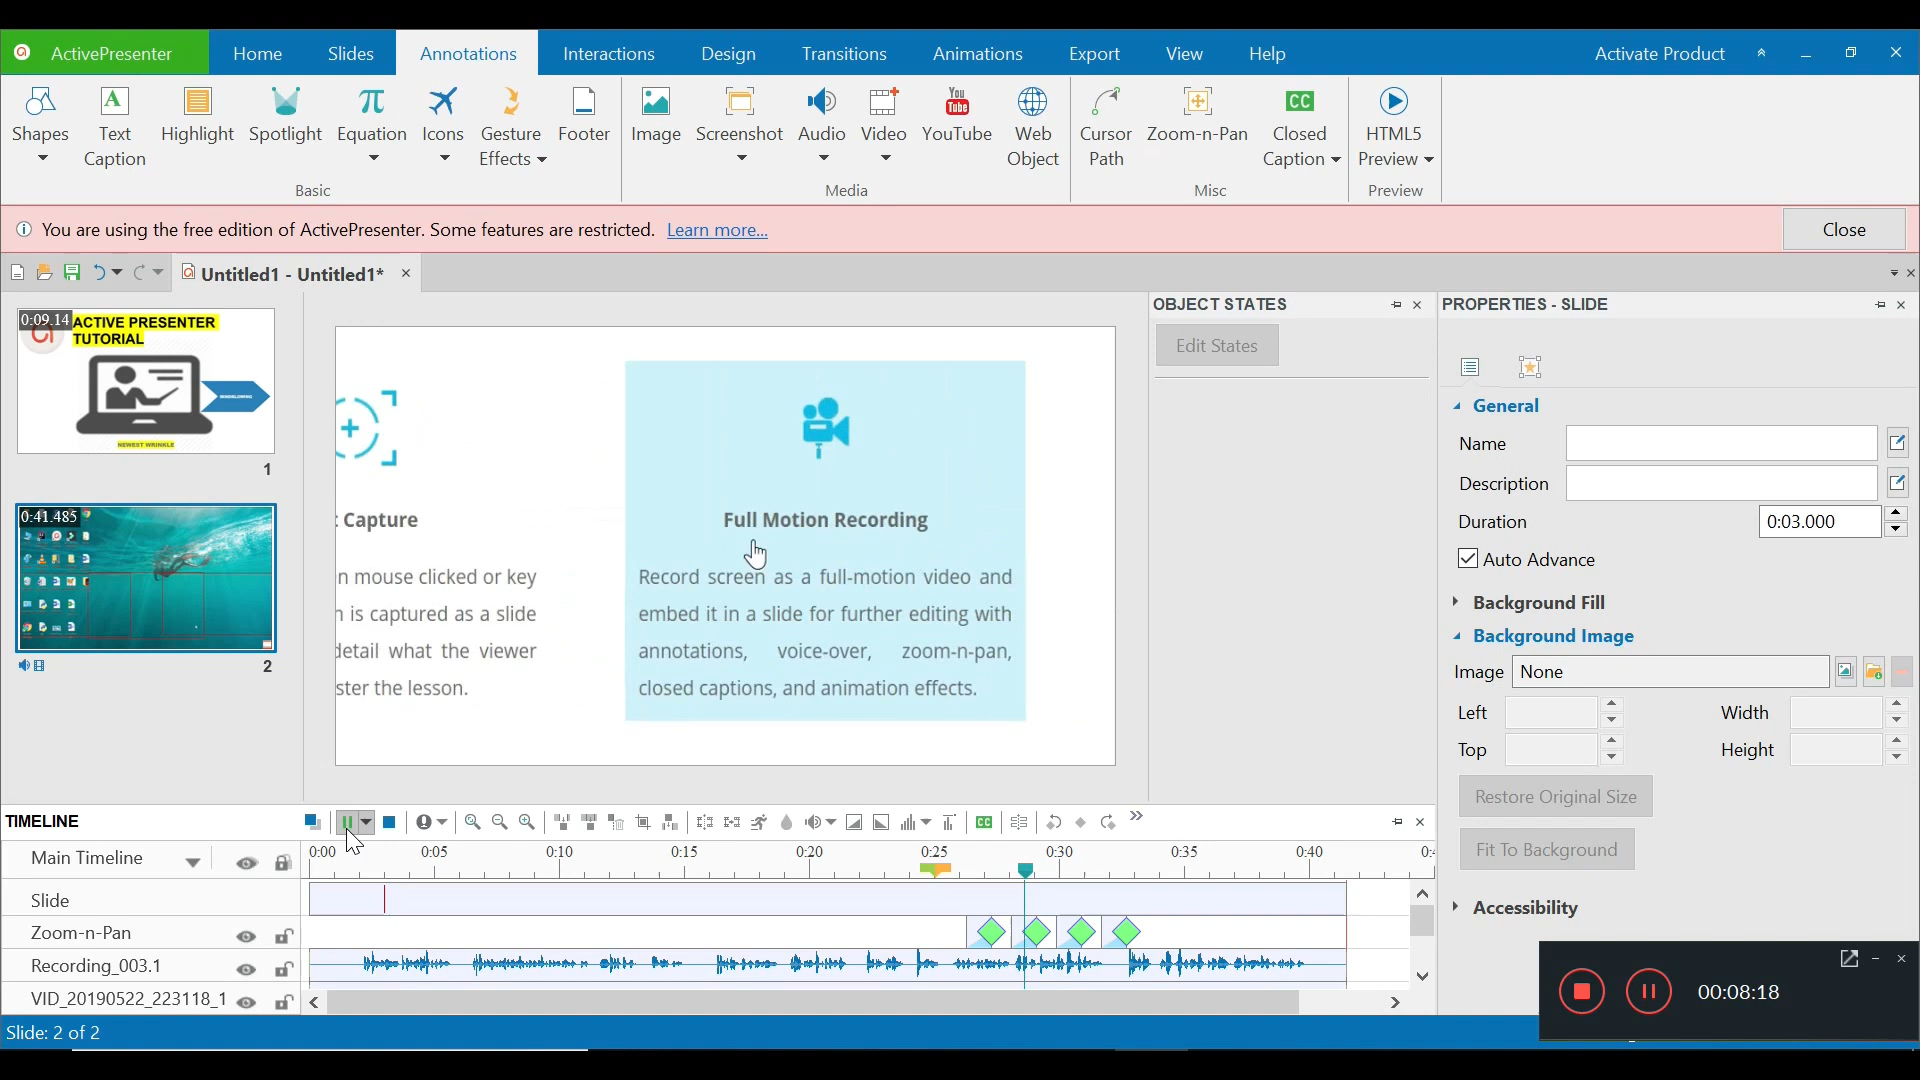 ActivePresenter Home Slides Annotations Interactions Design Transitions Animations Export View Help Activate Product
Shapes Text Caption Highlight Spotlight Equation Icons Gesture Effects Footer Image Screenshot Audio Video YouTube Web Object Cursor Path Zoom-n-Pan Closed Caption HTML5 Preview
Basic Media Misc Preview
You are using the free edition of ActivePresenter. Some features are restricted. Learn more... Close
Untitled1 - Untitled1*
OBJECT STATES
Edit States
PROPERTIES - SLIDE
0:09.14
ACTIVE PRESENTER
TUTORIAL
NEWEST WRINKLE
1
0:41.485
2
: Capture
n mouse clicked or key
is captured as a slide
detail what the viewer
ster the lesson.
Full Motion Recording
Record screen as a full-motion video and
embed it in a slide for further editing with
annotations, voice-over, zoom-n-pan,
closed captions, and animation effects.
General
Name
Description
Duration 0:03.000
Auto Advance
Background Fill
Background Image
Image None
Left Width
Top Height
Restore Original Size
Fit To Background
Accessibility
TIMELINE
CC
Main Timeline 0:00 0:05 0:10 0:15 0:20 0:25 0:30 0:35 0:40
Slide
Zoom-n-Pan
Recording_003.1
VID_20190522_223118_1
00:08:18
Slide: 2 of 2